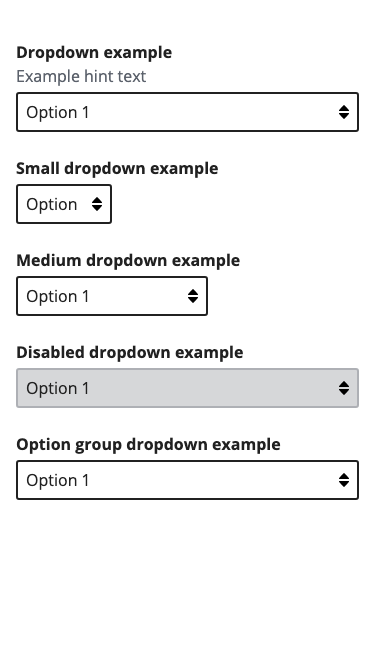 Dropdown example
Example hint text
Option 1
Small dropdown example
Option
Medium dropdown example
Option 1
Disabled dropdown example
Option 1
Option group dropdown example
Option 1